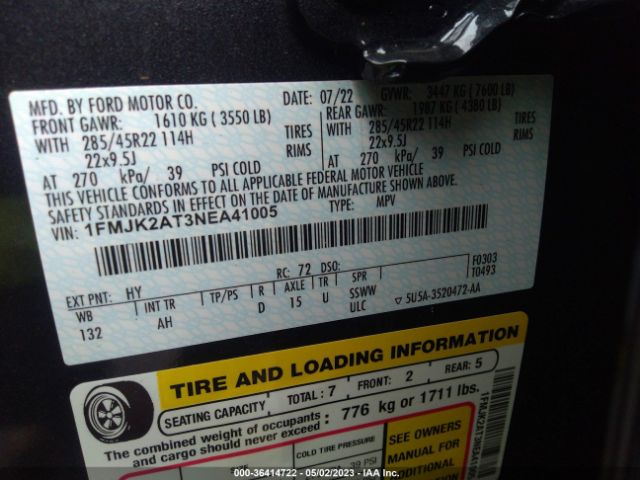 MFD. BY FORD MOTOR CO. DATE: 07/22 GVWR: 3447 KG ( 7600 LB)
FRONT GAWR: 1610 KG ( 3550 LB) REAR GAWR: 1987 KG ( 4380 LB)
WITH 285/45R22 114H TIRES WITH 285/45R22 114H TIRES
22x9.5J RIMS 22x9.5J RIMS
AT 270 kPa/ 39 PSI COLD AT 270 kPa/ 39 PSI COLD
THIS VEHICLE CONFORMS TO ALL APPLICABLE FEDERAL MOTOR VEHICLE
SAFETY STANDARDS IN EFFECT ON THE DATE OF MANUFACTURE SHOWN ABOVE.
VIN: 1FMJK2AT3NEA41005 TYPE: MPV
EXT PNT: HY RC: 72 DSO: F0303
T0493
WB INT TR TP/PS R AXLE TR SPR
132 AH D 15 U SSWW
ULC ▽ 5U5A-3520472-AA
TIRE AND LOADING INFORMATION
SEATING CAPACITY TOTAL: 7 FRONT: 2 REAR: 5
The combined weight of occupants and cargo should never exceed: 776 kg or 1711 lbs.
COLD TIRE PRESSURE
39 PSI
SEE OWNERS
MANUAL FOR
ADDITIONAL
000-36414722 - 05/02/2023 - IAA Inc.